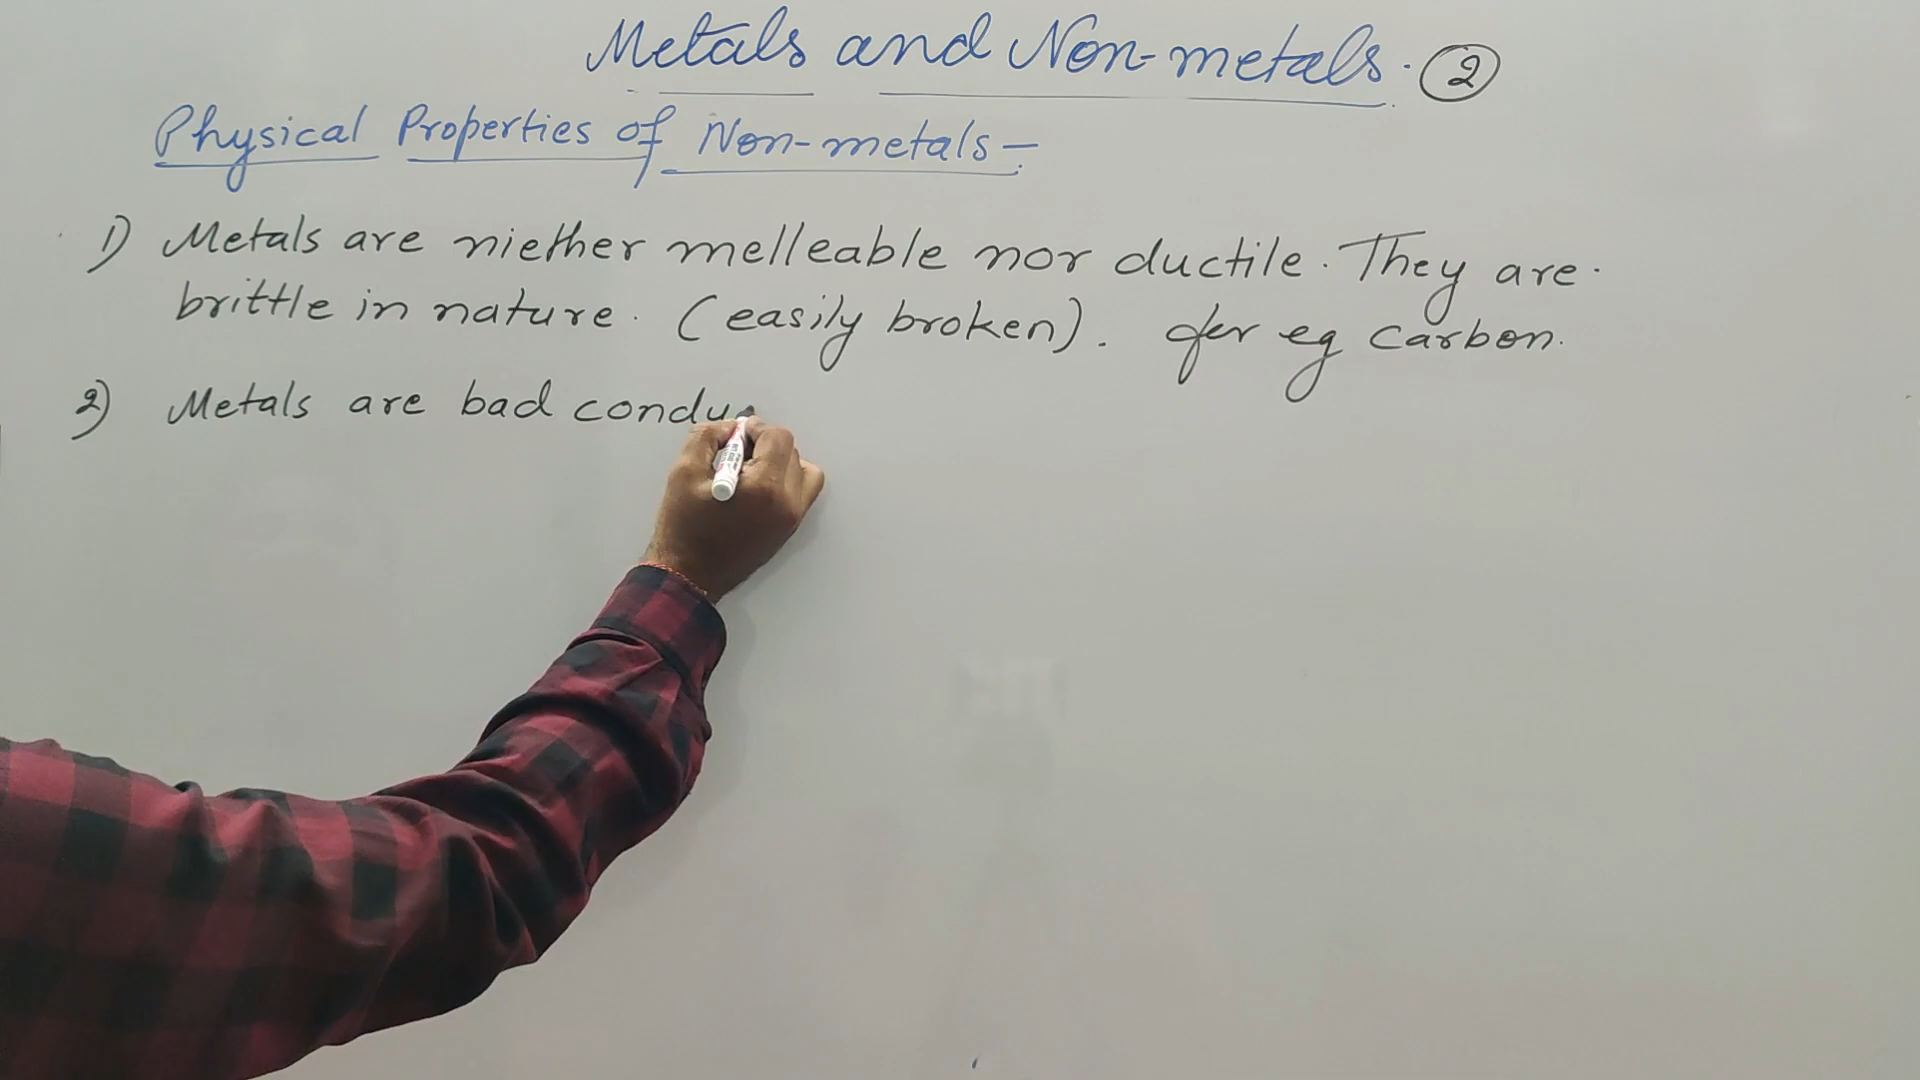 Metals and Non-metals. 2
Physical Properties of Non-metals -
1) Metals are niether melleable nor ductile. They are
brittle in nature. (easily broken). for eg carbon.
2) Metals are bad condu